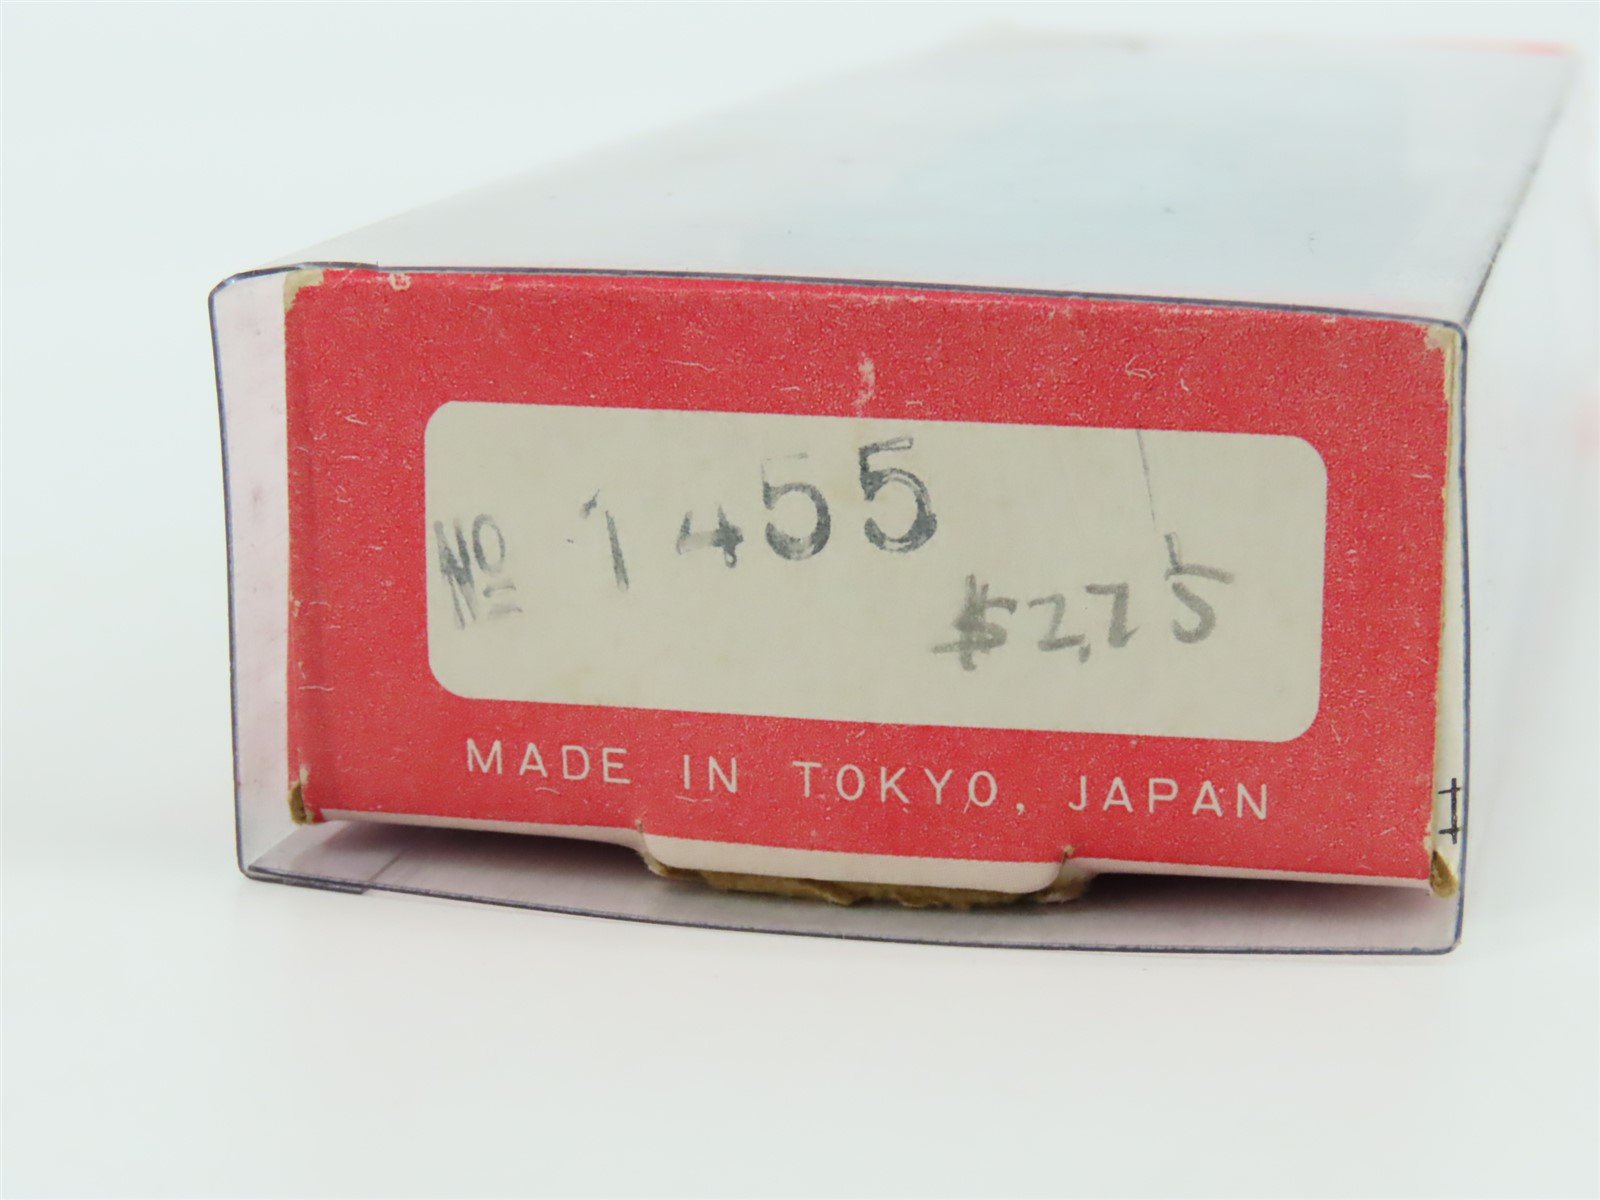 Nº 1455
$2,75
MADE IN TOKYO, JAPAN